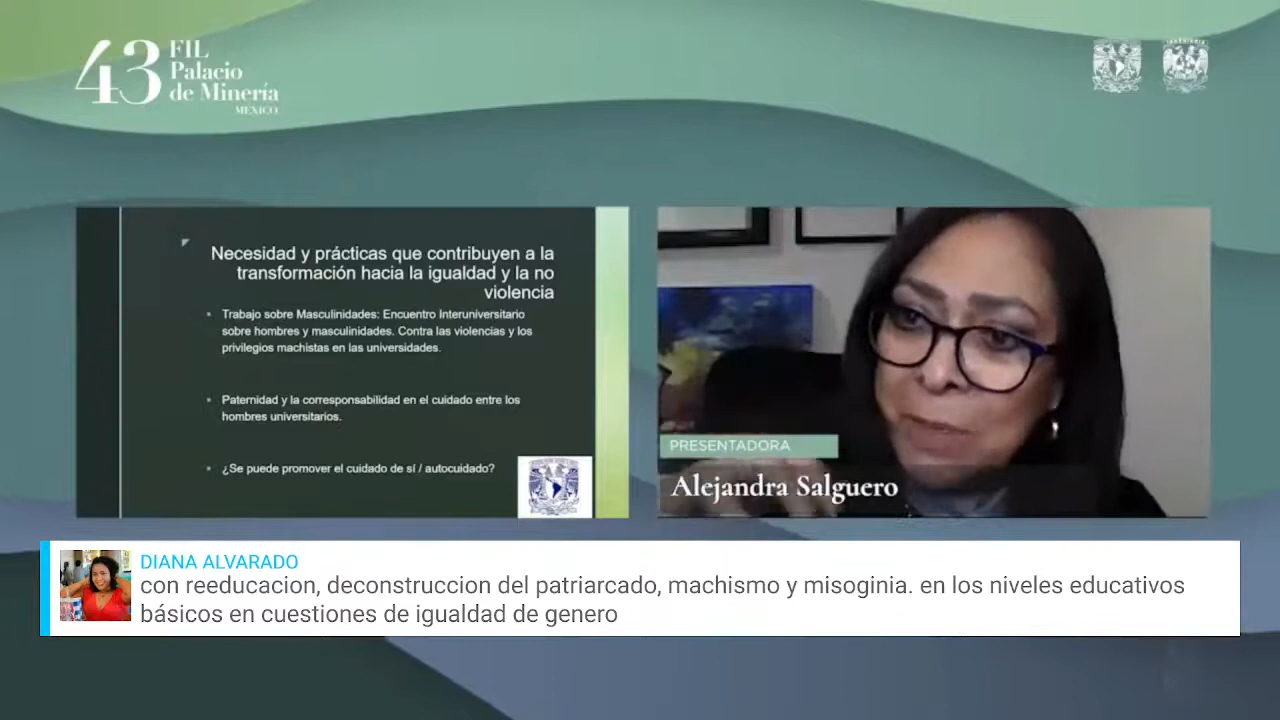 43 FIL
Palacio
de Minería
MEXICO
Necesidad y prácticas que contribuyen a la
transformación hacia la igualdad y la no
violencia
Trabajo sobre Masculinidades: Encuentro Interuniversitario
sobre hombres y masculinidades. Contra las violencias y los
privilegios machistas en las universidades.
Paternidad y la corresponsabilidad en el cuidado entre los
hombres universitarios.
¿Se puede promover el cuidado de sí / autocuidado?
PRESENTADORA
Alejandra Salguero
DIANA ALVARADO
con reeducacion, deconstruccion del patriarcado, machismo y misoginia. en los niveles educativos
básicos en cuestiones de igualdad de genero